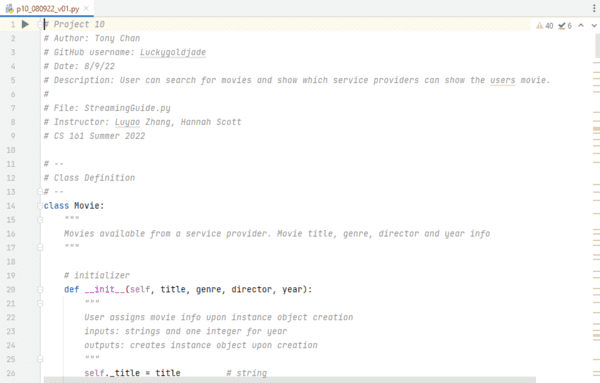 p10_080922_v01.py
40 6
1 # Project 10
2 # Author: Tony Chan
3 # GitHub username: Luckygoldjade
4 # Date: 8/9/22
5 # Description: User can search for movies and show which service providers can show the users movie.
6 #
7 # File: StreamingGuide.py
8 # Instructor: Luyao Zhang, Hannah Scott
9 # CS 161 Summer 2022
10
11 # --
12 # Class Definition
13 # --
14 class Movie:
15 """
16 Movies available from a service provider. Movie title, genre, director and year info
17 """
18
19 # initializer
20 def __init__(self, title, genre, director, year):
21 """
22 User assigns movie info upon instance object creation
23 inputs: strings and one integer for year
24 outputs: creates instance object upon creation
25 """
26 self._title = title # string